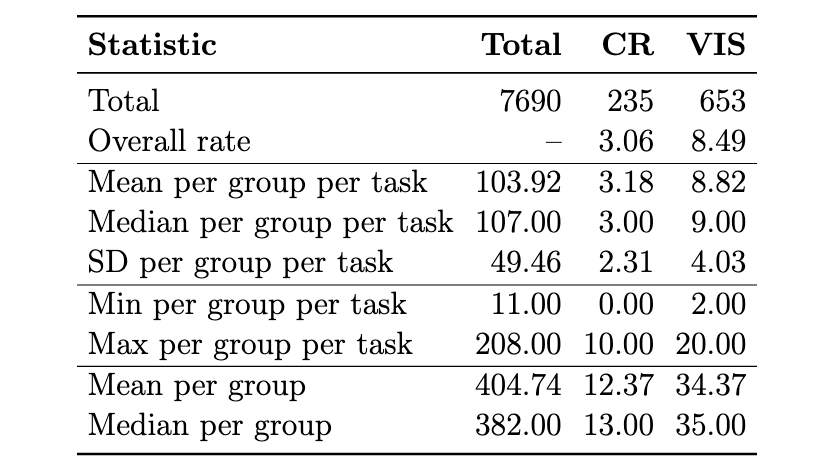 Statistic Total CR VIS
Total 7690 235 653
Overall rate – 3.06 8.49
Mean per group per task 103.92 3.18 8.82
Median per group per task 107.00 3.00 9.00
SD per group per task 49.46 2.31 4.03
Min per group per task 11.00 0.00 2.00
Max per group per task 208.00 10.00 20.00
Mean per group 404.74 12.37 34.37
Median per group 382.00 13.00 35.00